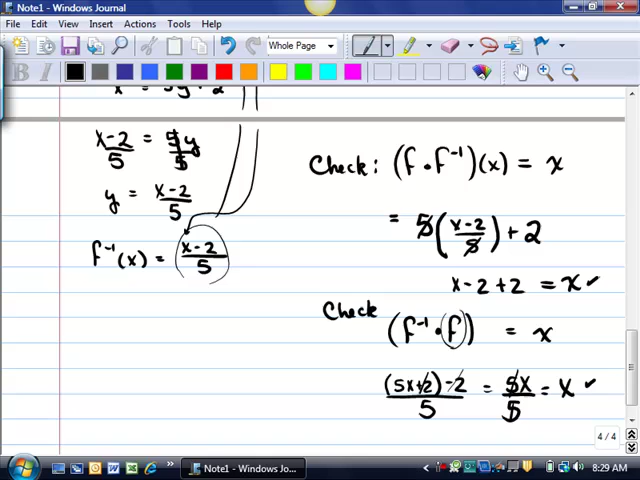 Note1 - Windows Journal
File Edit View Insert Actions Tools Help
Whole Page
B I
x = 5y + 2
x-2/5 = 5y/5
y = x-2/5
f⁻¹(x) = x-2/5
Check: (f · f⁻¹)(x) = x
= 5(x-2/5) + 2
x-2+2 = x ✓
Check
(f⁻¹ · f) = x
(5x+2)-2/5 = 5x/5 = x ✓
4/4
Note1 - Windows Jo...
8:29 AM